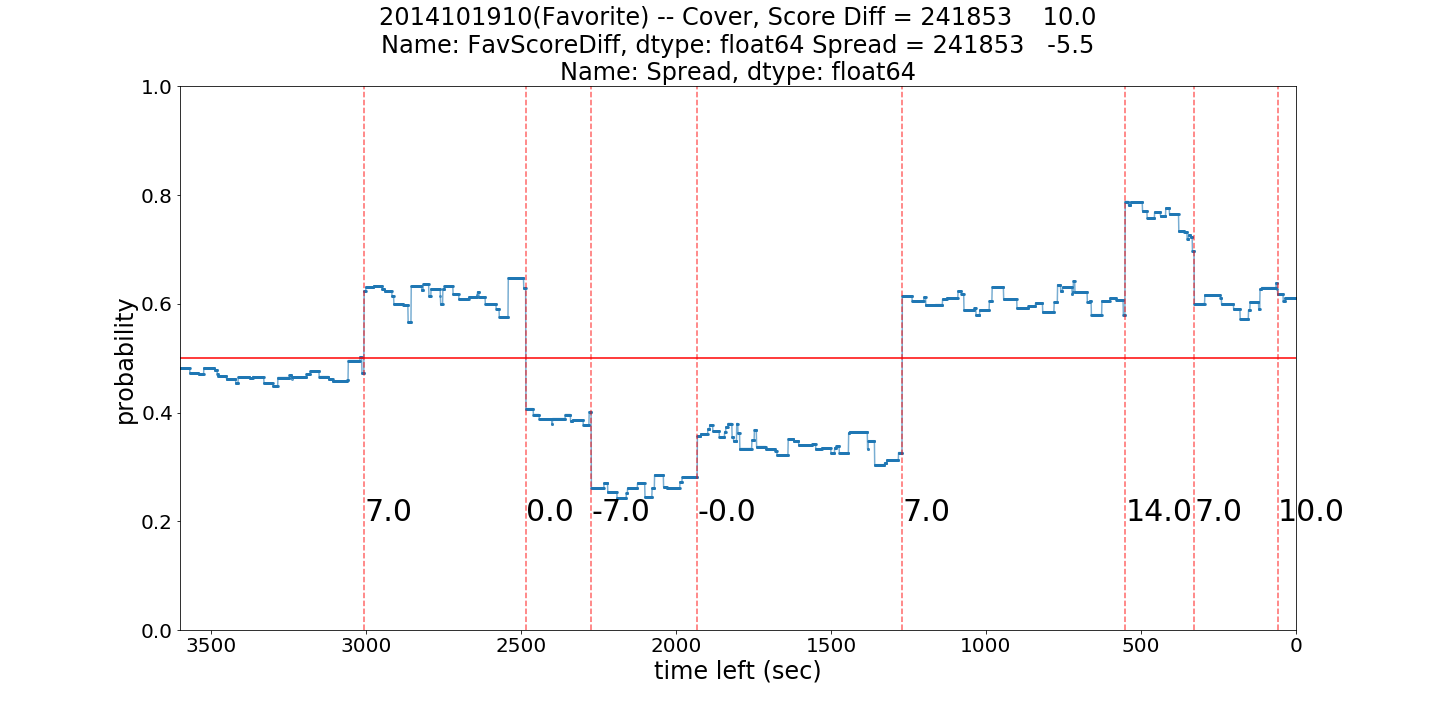 2014101910(Favorite) -- Cover, Score Diff = 241853    10.0
Name: FavScoreDiff, dtype: float64 Spread = 241853   -5.5
Name: Spread, dtype: float64
1.0
0.8
0.6
0.4
0.2
0.0
probability
7.0
0.0
-7.0
-0.0
7.0
14.0
7.0
10.0
3500 3000 2500 2000 1500 1000 500 0
time left (sec)